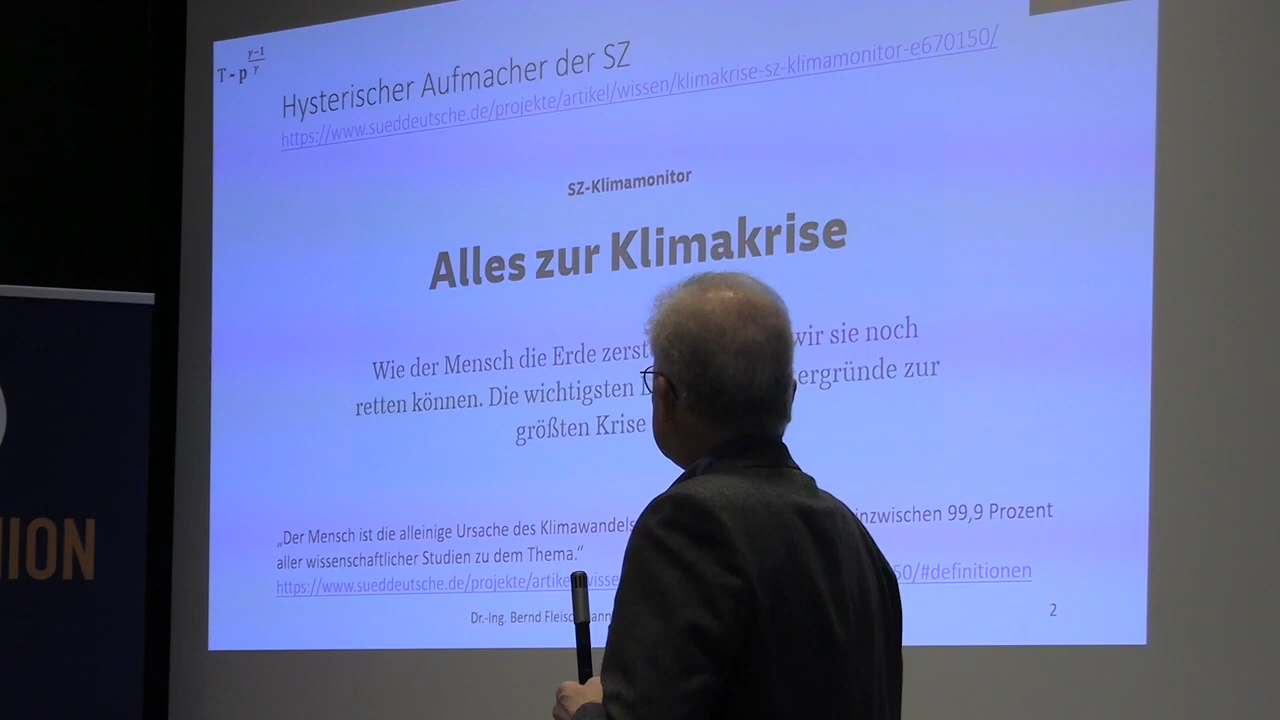 T ~ p
γ−1
γ
Hysterischer Aufmacher der SZ
https://www.sueddeutsche.de/projekte/artikel/wissen/klimakrise-sz-klimamonitor-e670150/
SZ-Klimamonitor
Alles zur Klimakrise
Wie der Mensch die Erde zerst wir sie noch
retten können. Die wichtigsten ergründe zur
größten Krise
„Der Mensch ist die alleinige Ursache des Klimawandels inzwischen 99,9 Prozent
aller wissenschaftlicher Studien zu dem Thema.“
https://www.sueddeutsche.de/projekte/artike wisse 50/#definitionen
Dr.-Ing. Bernd Fleisc ann
2
NION